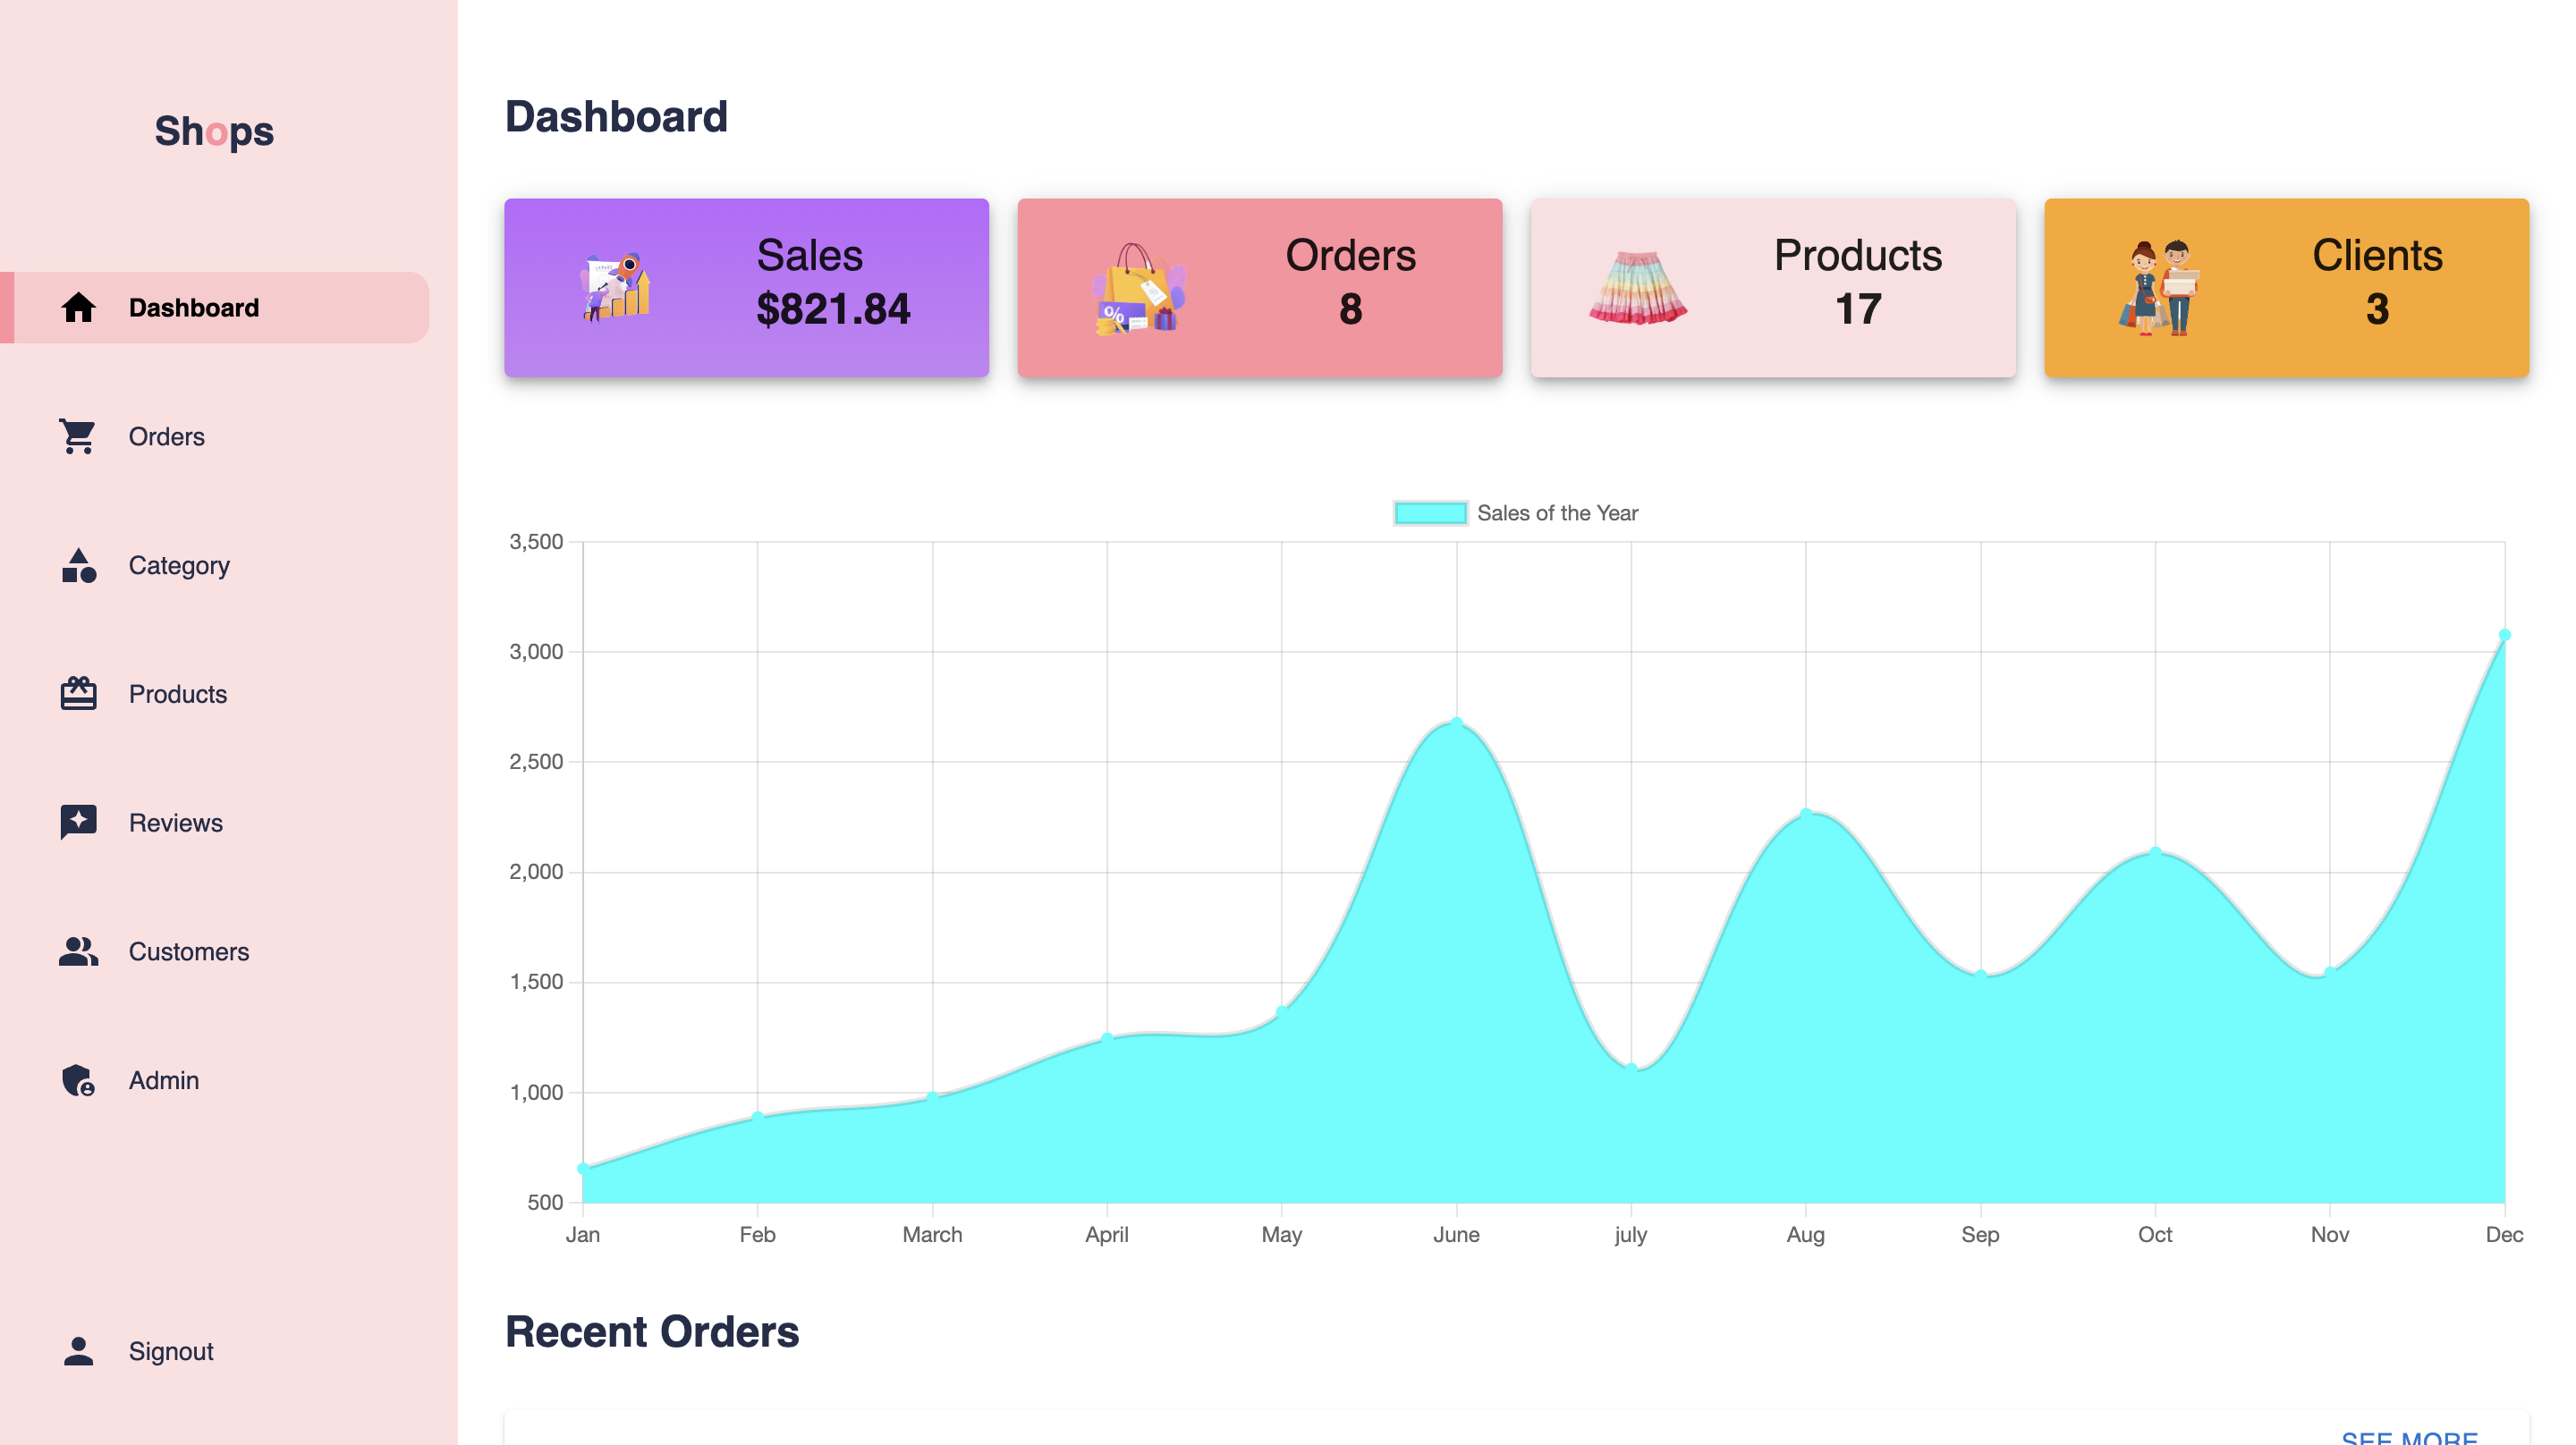 Shops
Dashboard
Orders
Category
Products
Reviews
Customers
Admin
Signout
Dashboard
Sales
$821.84
Orders
8
%
Products
17
Clients
3
Sales of the Year
3,500
3,000
2,500
2,000
1,500
1,000
500
Jan Feb March April May June july Aug Sep Oct Nov Dec
Recent Orders
SEE MORE